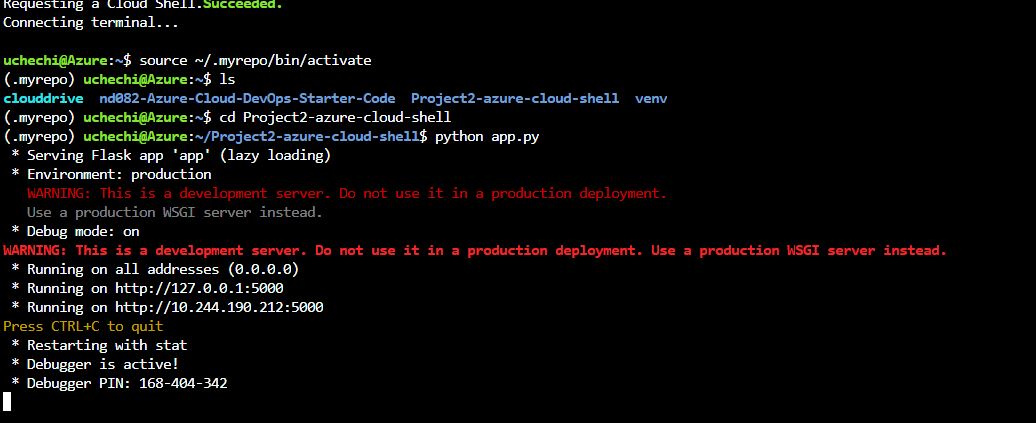 Requesting a Cloud Shell.Succeeded.
Connecting terminal...
uchechi@Azure:~$ source ~/.myrepo/bin/activate
(.myrepo) uchechi@Azure:~$ ls
clouddrive nd082-Azure-Cloud-DevOps-Starter-Code Project2-azure-cloud-shell venv
(.myrepo) uchechi@Azure:~$ cd Project2-azure-cloud-shell
(.myrepo) uchechi@Azure:~/Project2-azure-cloud-shell$ python app.py
* Serving Flask app 'app' (lazy loading)
* Environment: production
WARNING: This is a development server. Do not use it in a production deployment.
Use a production WSGI server instead.
* Debug mode: on
WARNING: This is a development server. Do not use it in a production deployment. Use a production WSGI server instead.
* Running on all addresses (0.0.0.0)
* Running on http://127.0.0.1:5000
* Running on http://10.244.190.212:5000
Press CTRL+C to quit
* Restarting with stat
* Debugger is active!
* Debugger PIN: 168-404-342